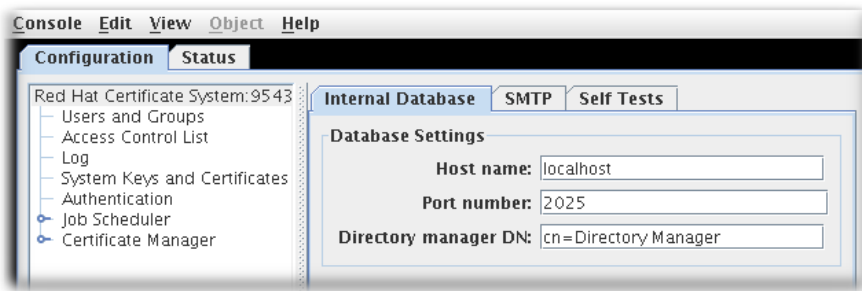 Console Edit View Object Help
Configuration Status
Red Hat Certificate System:9543
Users and Groups
Access Control List
Log
System Keys and Certificates
Authentication
Job Scheduler
Certificate Manager
Internal Database SMTP Self Tests
Database Settings
Host name: localhost
Port number: 2025
Directory manager DN: cn=Directory Manager